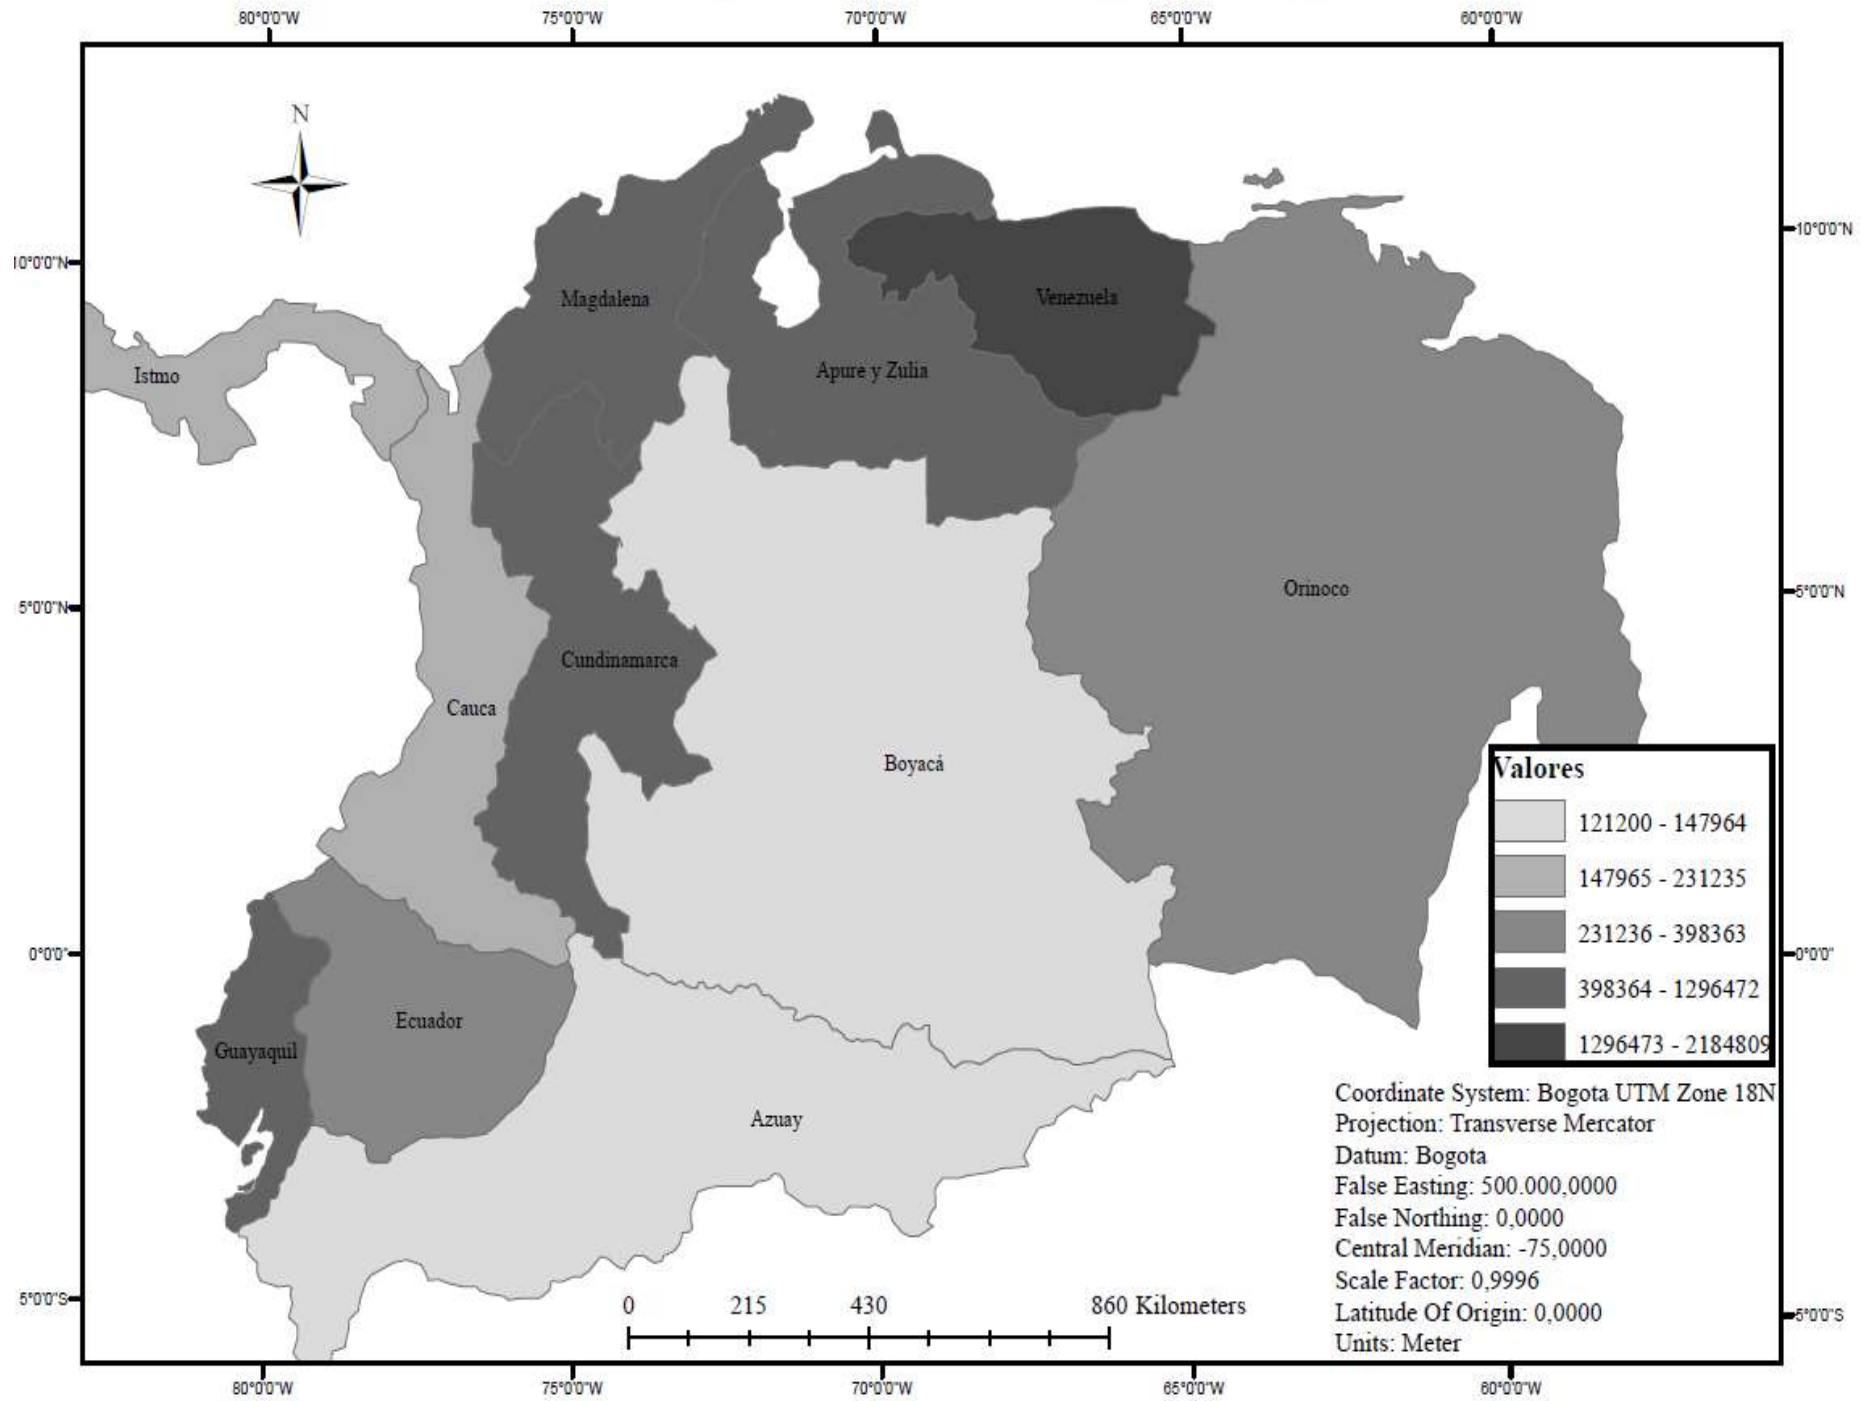 80°0'0"W 75°0'0"W 70°0'0"W 65°0'0"W 60°0'0"W
N
10°0'0"N 10°0'0"N
Magdalena
Venezuela
Istmo
Apure y Zulia
5°0'0"N 5°0'0"N
Orinoco
Cundinamarca
Cauca
Boyacá
Valores
121200 - 147964
147965 - 231235
231236 - 398363
398364 - 1296472
1296473 - 2184809
0°0'0" 0°0'0"
Ecuador
Guayaquil
Azuay
Coordinate System: Bogota UTM Zone 18N
Projection: Transverse Mercator
Datum: Bogota
False Easting: 500.000,0000
False Northing: 0,0000
Central Meridian: -75,0000
Scale Factor: 0,9996
Latitude Of Origin: 0,0000
Units: Meter
5°0'0"S 5°0'0"S
0 215 430 860 Kilometers
80°0'0"W 75°0'0"W 70°0'0"W 65°0'0"W 60°0'0"W